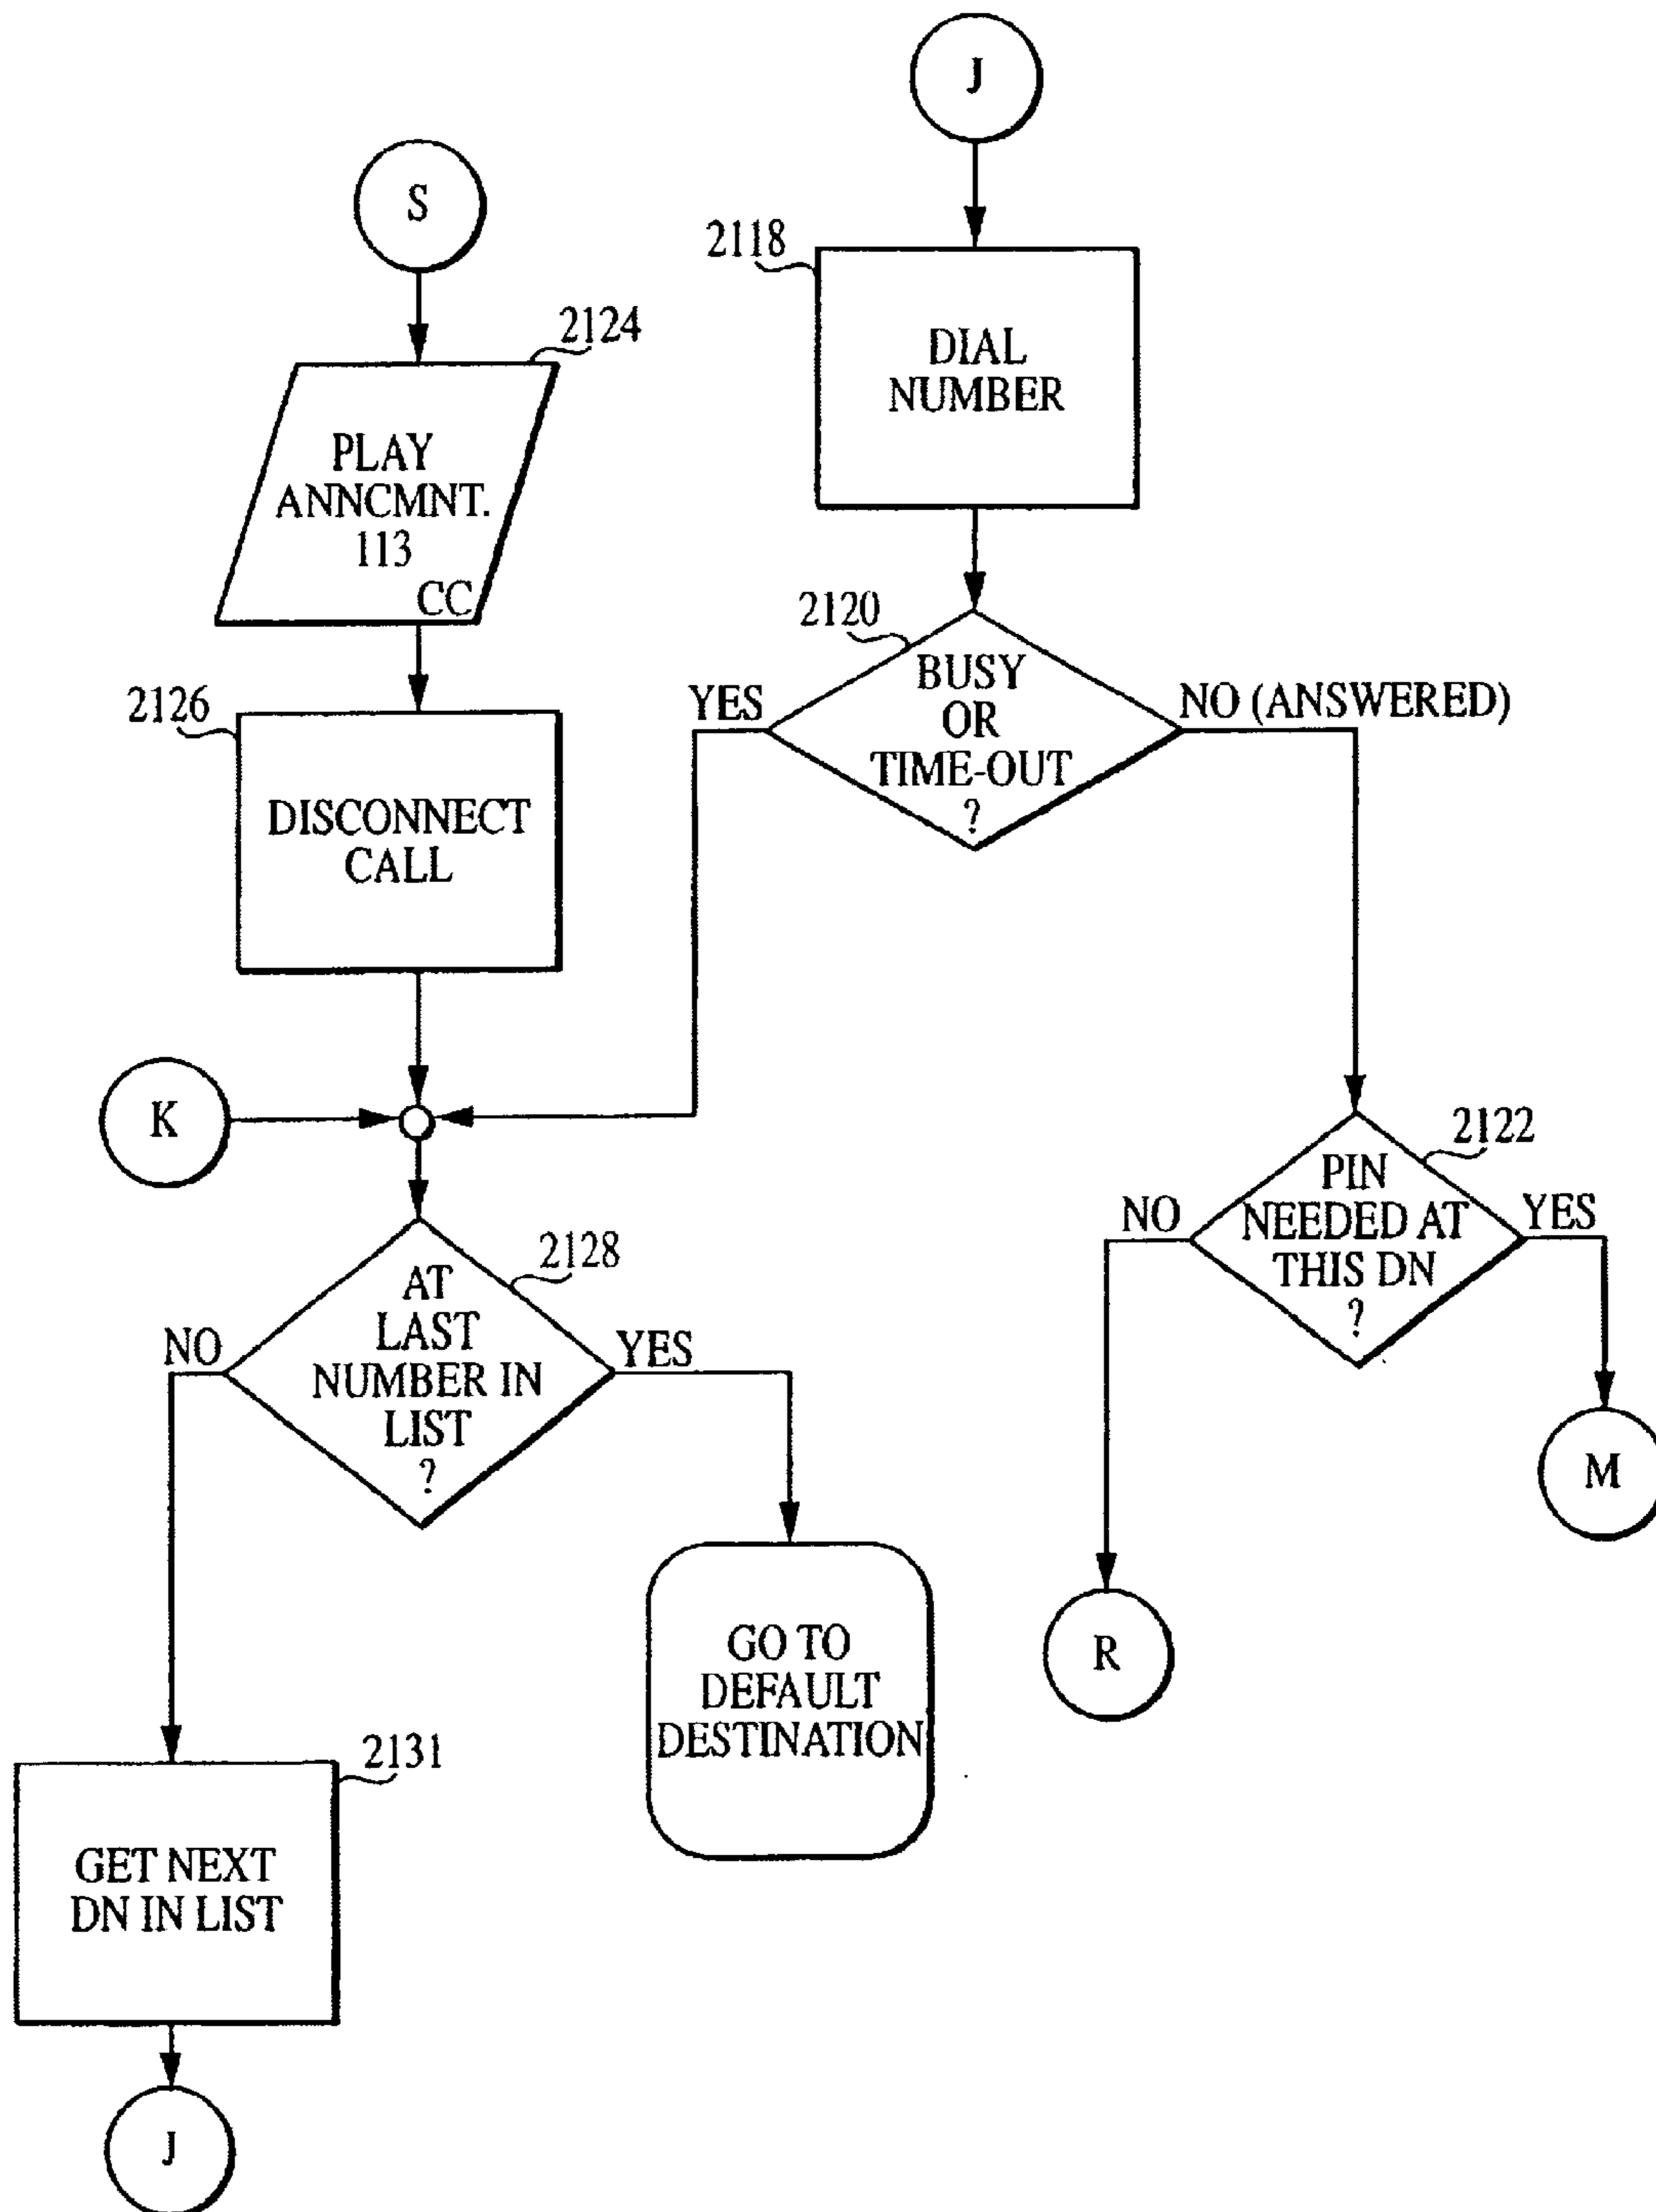 J
S
2118
DIAL
NUMBER
2124
PLAY
ANNCMNT.
113
CC
2120
BUSY
OR
TIME-OUT
?
YES
NO (ANSWERED)
2126
DISCONNECT
CALL
K
2122
PIN
NEEDED AT
THIS DN
?
NO
YES
2128
AT
LAST
NUMBER IN
LIST
?
NO
YES
M
R
GO TO
DEFAULT
DESTINATION
2131
GET NEXT
DN IN LIST
J